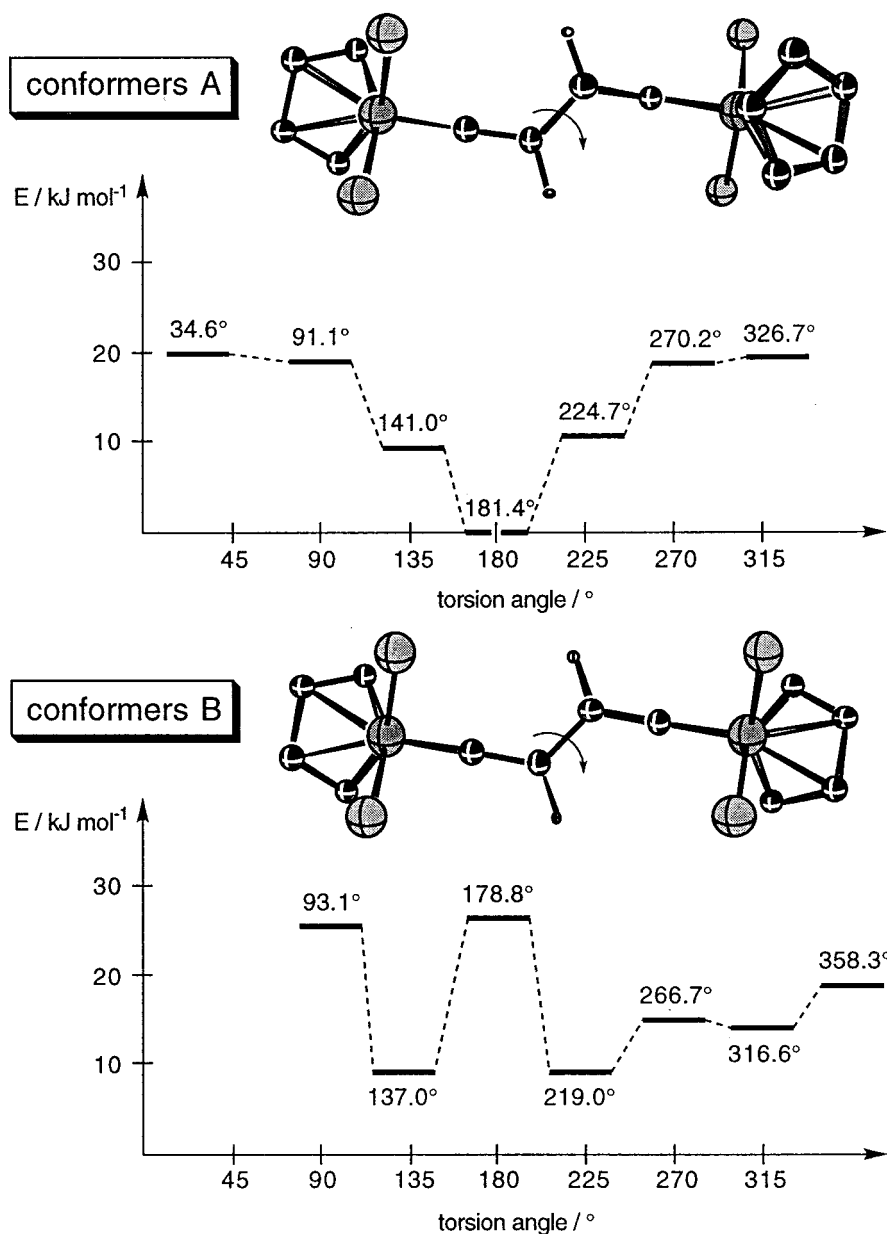 conformers A
E / kJ mol⁻¹
30
20
10
34.6°
91.1°
141.0°
181.4°
224.7°
270.2°
326.7°
45 90 135 180 225 270 315
torsion angle / °
conformers B
E / kJ mol⁻¹
30
20
10
93.1°
137.0°
178.8°
219.0°
266.7°
316.6°
358.3°
45 90 135 180 225 270 315
torsion angle / °